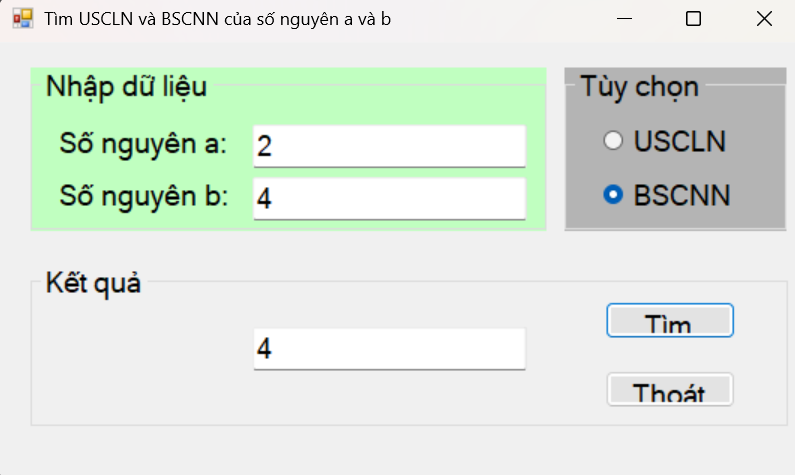 Tìm USCLN và BSCNN của số nguyên a và b
Nhập dữ liệu
Số nguyên a: 2
Số nguyên b: 4
Tùy chọn
USCLN
BSCNN
Kết quả
4
Tìm
Thoát